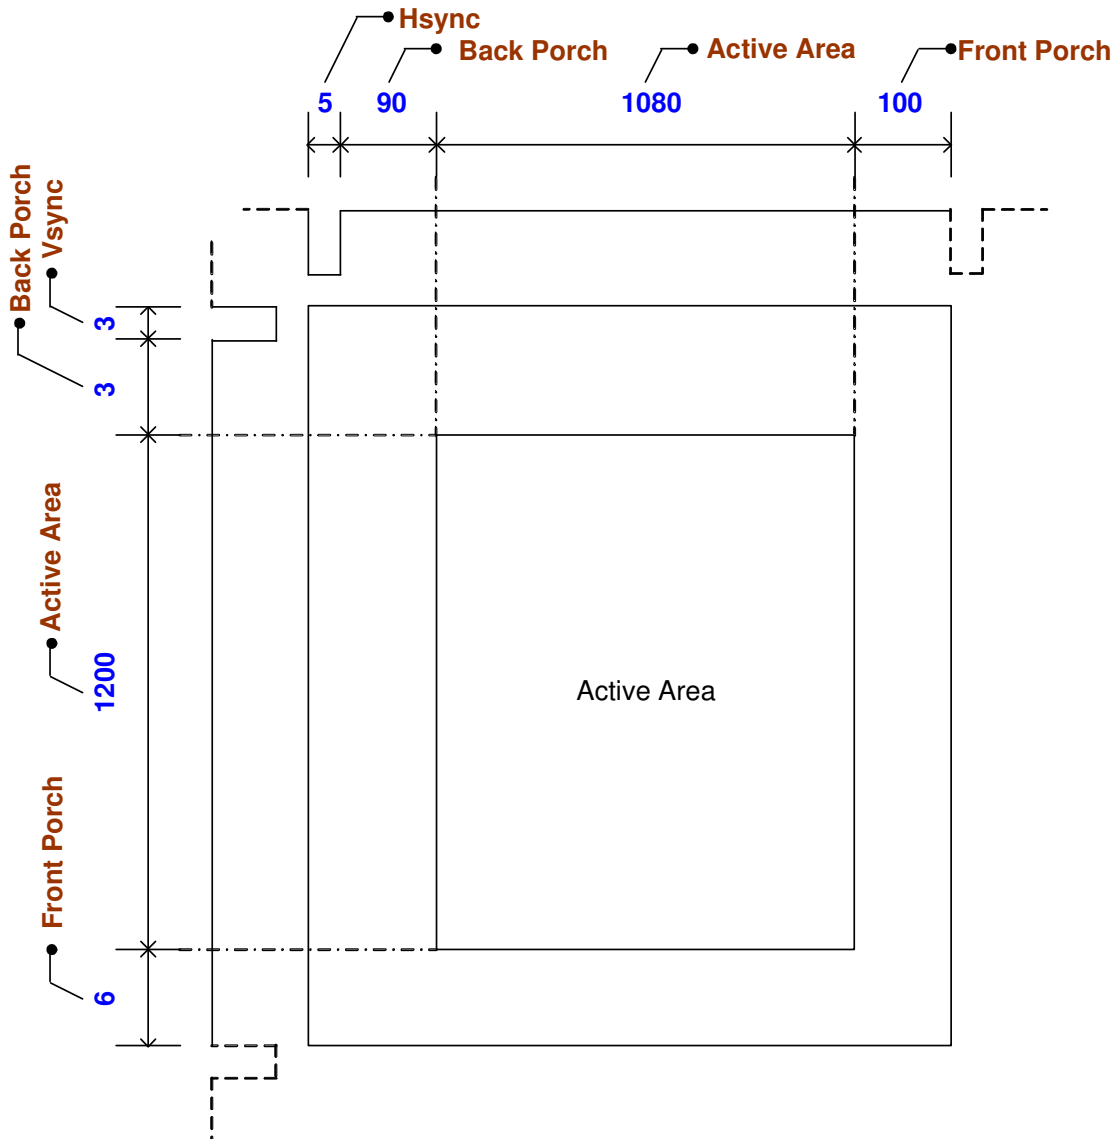 Hsync
Back Porch
Active Area
Front Porch
5
90
1080
100
Back Porch
Vsync
3
3
Active Area
1200
Active Area
Front Porch
6